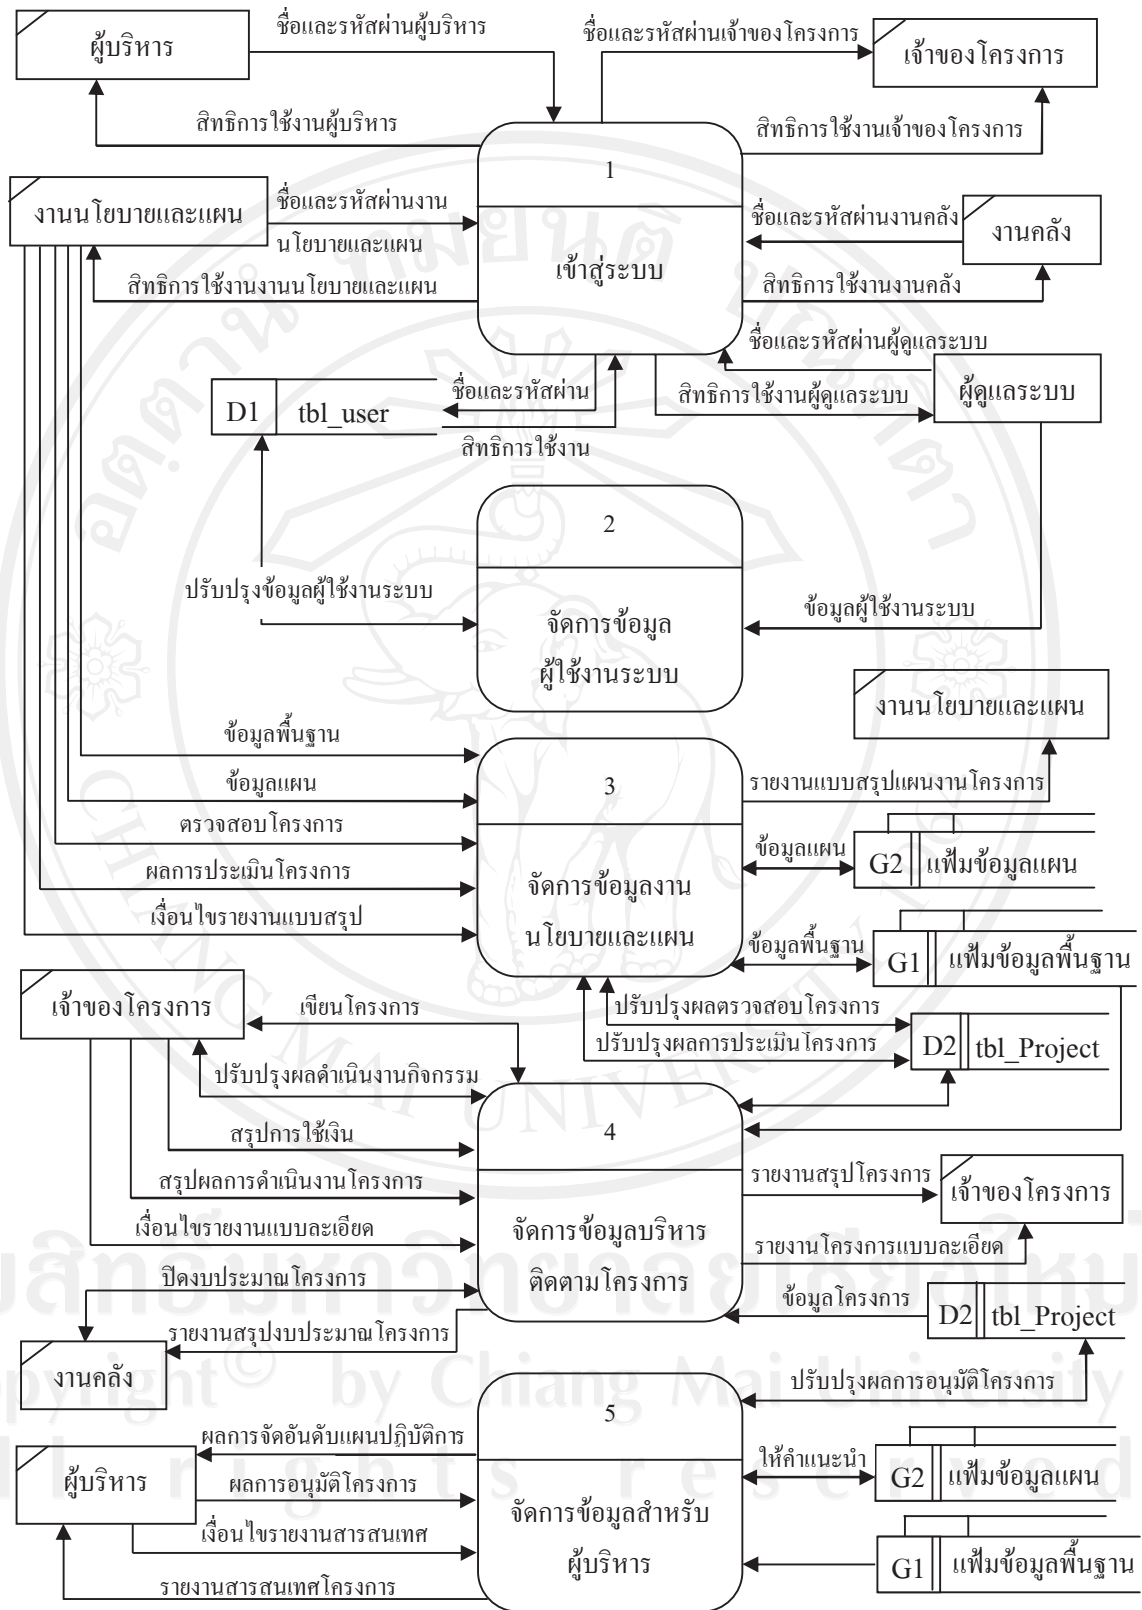 ผู้บริหาร
ชื่อและรหัสผ่านผู้บริหาร
ชื่อและรหัสผ่านเจ้าของโครงการ
เจ้าของโครงการ
สิทธิการใช้งานผู้บริหาร
สิทธิการใช้งานเจ้าของโครงการ
1
เข้าสู่ระบบ
งานนโยบายและแผน
ชื่อและรหัสผ่านงาน
นโยบายและแผน
สิทธิการใช้งานงานนโยบายและแผน
ชื่อและรหัสผ่านงานคลัง
งานคลัง
สิทธิการใช้งานงานคลัง
ชื่อและรหัสผ่านผู้ดูแลระบบ
สิทธิการใช้งานผู้ดูแลระบบ
ผู้ดูแลระบบ
D1 tbl_user
ชื่อและรหัสผ่าน
สิทธิการใช้งาน
2
จัดการข้อมูล
ผู้ใช้งานระบบ
ปรับปรุงข้อมูลผู้ใช้งานระบบ
ข้อมูลผู้ใช้งานระบบ
งานนโยบายและแผน
ข้อมูลพื้นฐาน
ข้อมูลแผน
ตรวจสอบโครงการ
ผลการประเมินโครงการ
เงื่อนไขรายงานแบบสรุป
3
จัดการข้อมูลงาน
นโยบายและแผน
รายงานแบบสรุปแผนงานโครงการ
ข้อมูลแผน
G2 แฟ้มข้อมูลแผน
ข้อมูลพื้นฐาน
G1 แฟ้มข้อมูลพื้นฐาน
ปรับปรุงผลตรวจสอบโครงการ
ปรับปรุงผลการประเมินโครงการ
D2 tbl_Project
เจ้าของโครงการ
เขียนโครงการ
ปรับปรุงผลดำเนินงานกิจกรรม
สรุปการใช้เงิน
สรุปผลการดำเนินงานโครงการ
เงื่อนไขรายงานแบบละเอียด
4
จัดการข้อมูลบริหาร
ติดตามโครงการ
รายงานสรุปโครงการ
เจ้าของโครงการ
รายงานโครงการแบบละเอียด
ปิดงบประมาณโครงการ
รายงานสรุปงบประมาณโครงการ
งานคลัง
ข้อมูลโครงการ
D2 tbl_Project
ปรับปรุงผลการอนุมัติโครงการ
5
จัดการข้อมูลสำหรับ
ผู้บริหาร
ผลการจัดอันดับแผนปฏิบัติการ
ผู้บริหาร
ผลการอนุมัติโครงการ
เงื่อนไขรายงานสารสนเทศ
รายงานสารสนเทศโครงการ
ให้คำแนะนำ
G2 แฟ้มข้อมูลแผน
G1 แฟ้มข้อมูลพื้นฐาน
CHIANG MAI UNIVERSITY 1964
สิทธิ์มหาวิทยาลัยเชียงใหม่
opyright© by Chiang Mai University
ll rights reserved